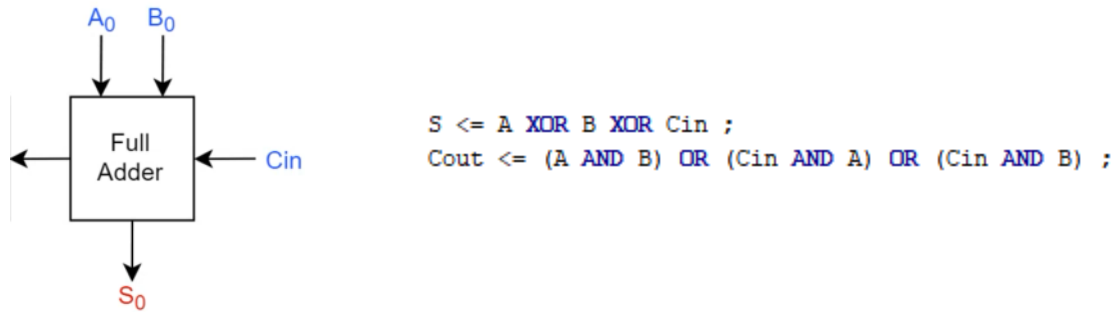 A₀ B₀
Full
Adder
Cin
S₀
S <= A XOR B XOR Cin ;
Cout <= (A AND B) OR (Cin AND A) OR (Cin AND B) ;